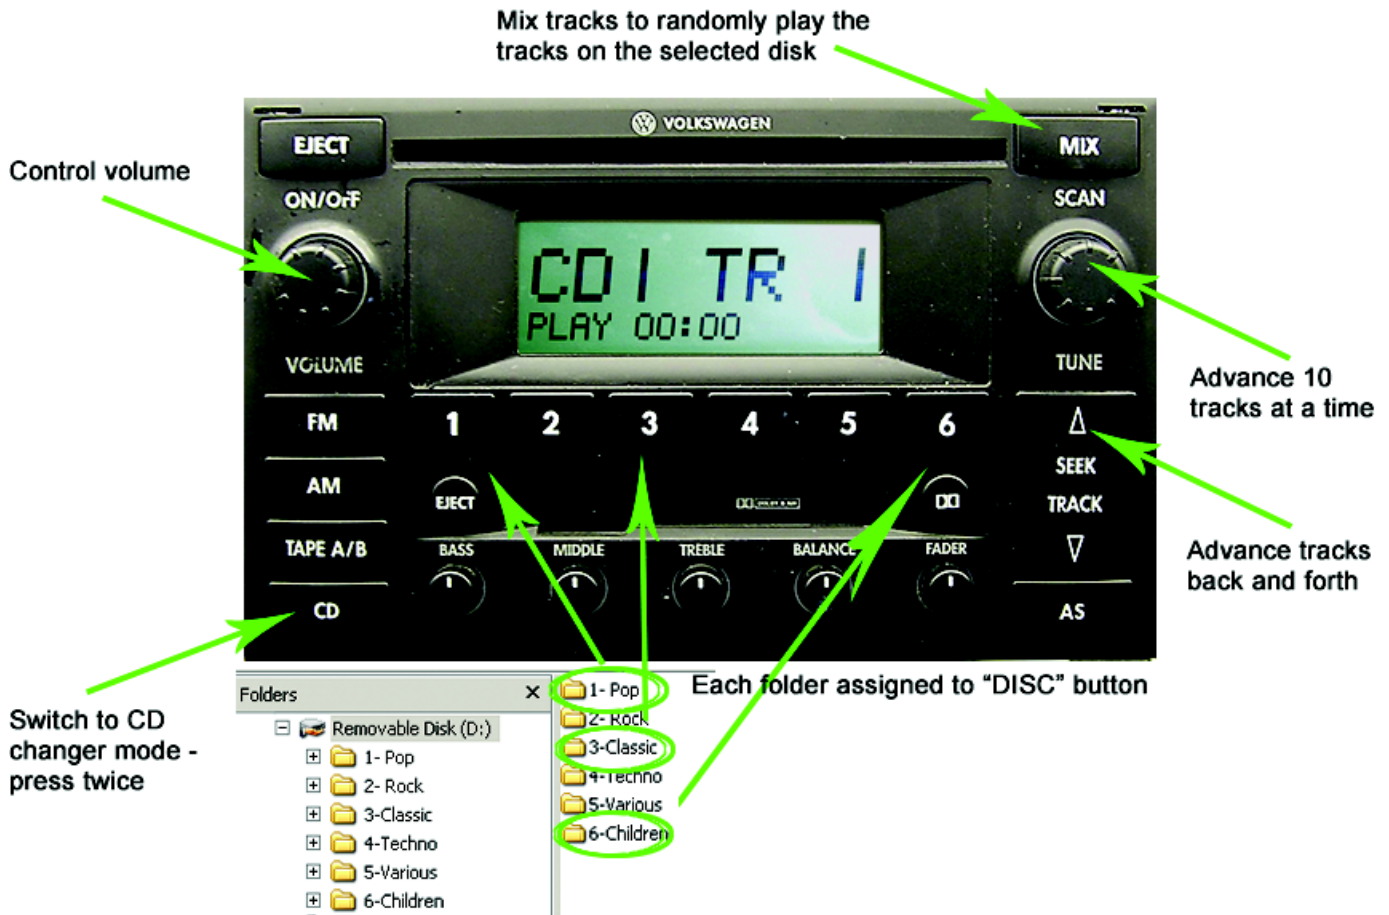 Mix tracks to randomly play the
tracks on the selected disk
VOLKSWAGEN
EJECT
MIX
Control volume
ON/OFF
SCAN
CD1 TR 1
PLAY 00:00
VOLUME
TUNE
Advance 10
tracks at a time
FM
1 2 3 4 5 6
AM
SEEK
EJECT
TRACK
TAPE A/B
BASS MIDDLE TREBLE BALANCE FADER
Advance tracks
back and forth
CD
AS
Switch to CD
changer mode -
press twice
Each folder assigned to “DISC” button
Folders x
Removable Disk (D:)
1- Pop
2- Rock
3-Classic
4-Techno
5-Various
6-Children
1- Pop
2- Rock
3-Classic
4-Techno
5-Various
6-Children